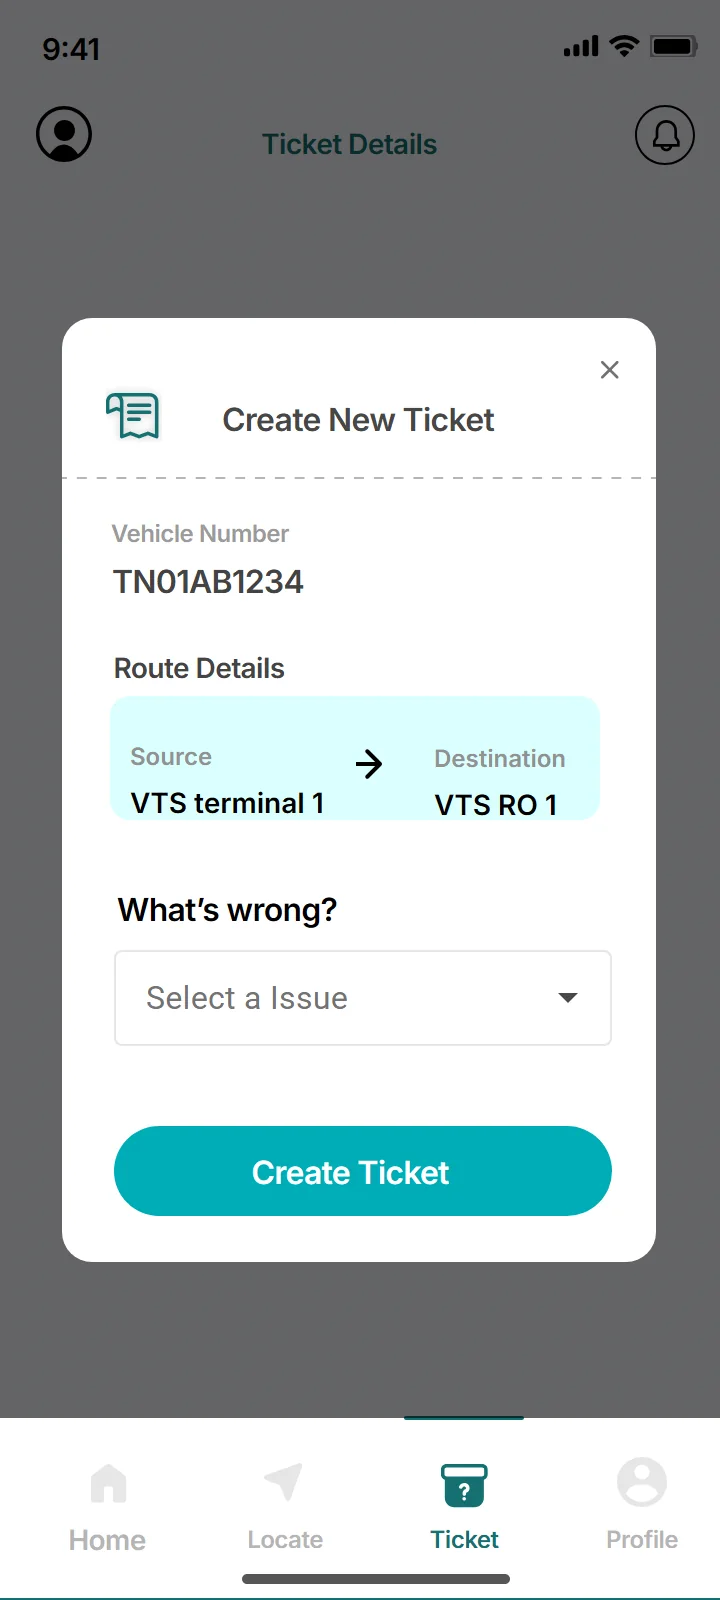 9:41
Ticket Details
Create New Ticket
Vehicle Number
TN01AB1234
Route Details
Source
Destination
VTS terminal 1
VTS RO 1
What’s wrong?
Select a Issue
Create Ticket
Home
Locate
?
Ticket
Profile